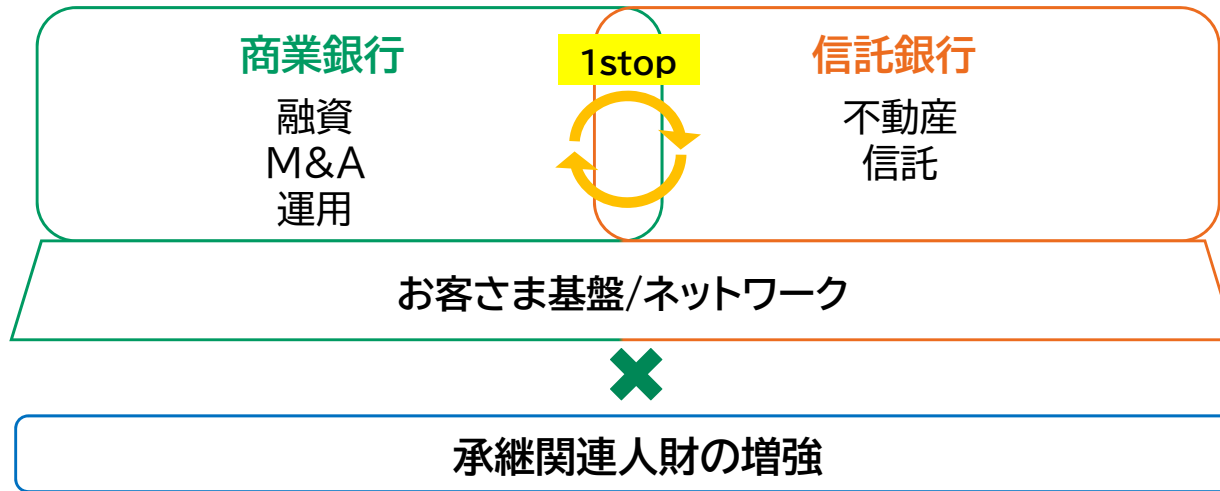 商業銀行
融資
M&A
運用
1stop
信託銀行
不動産
信託
お客さま基盤/ネットワーク
承継関連人財の増強